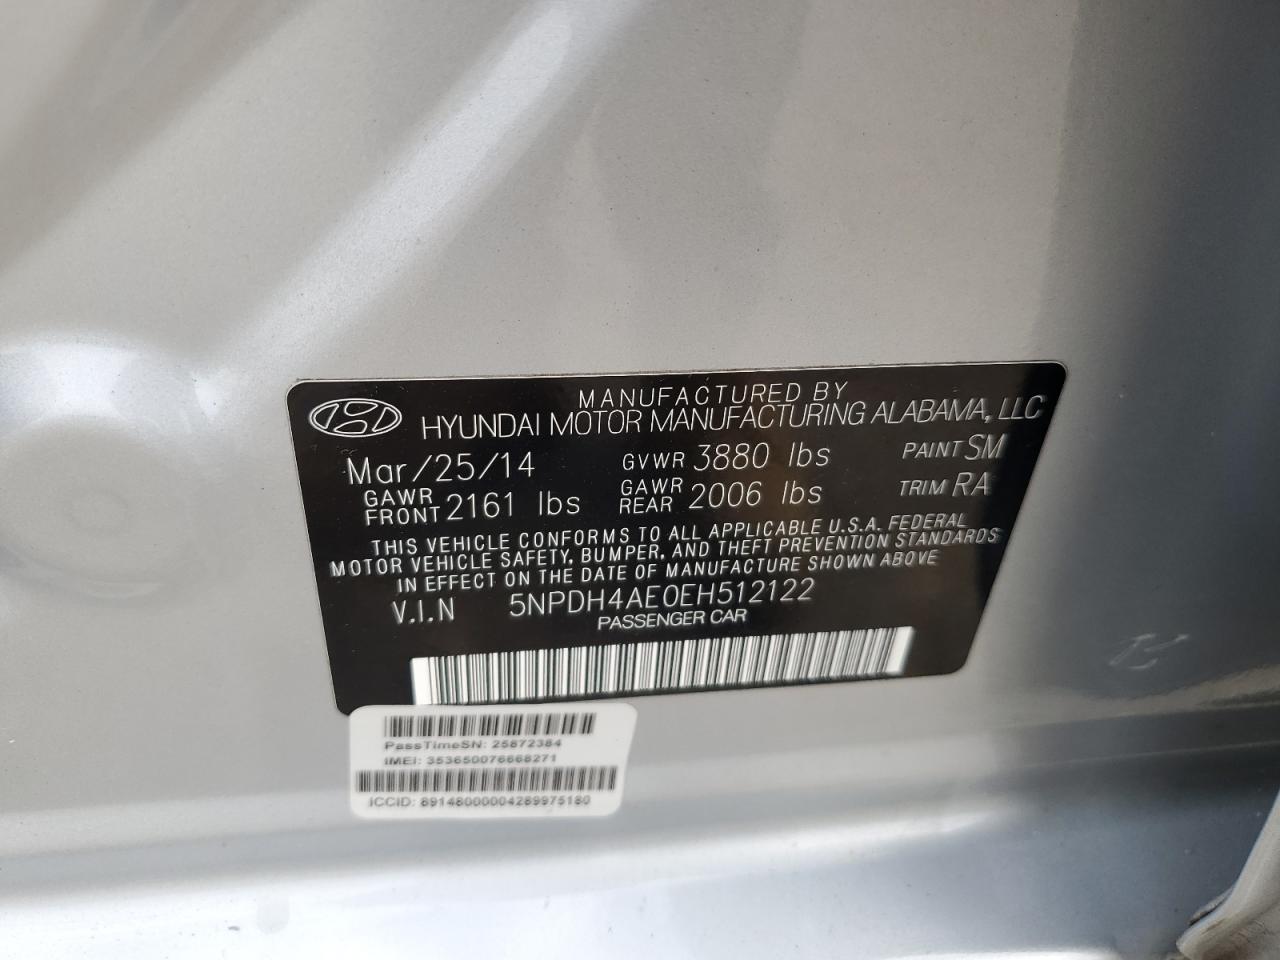 MANUFACTURED BY
HYUNDAI MOTOR MANUFACTURING ALABAMA, LLC
Mar/25/14 GVWR 3880 lbs PAINT SM
GAWR FRONT 2161 lbs GAWR REAR 2006 lbs TRIM RA
THIS VEHICLE CONFORMS TO ALL APPLICABLE U.S.A. FEDERAL
MOTOR VEHICLE SAFETY, BUMPER, AND THEFT PREVENTION STANDARDS
IN EFFECT ON THE DATE OF MANUFACTURE SHOWN ABOVE
V.I.N 5NPDH4AE0EH512122
PASSENGER CAR
PassTimeSN: 25872384
IMEI: 353650076668271
ICCID: 89148000004289975180